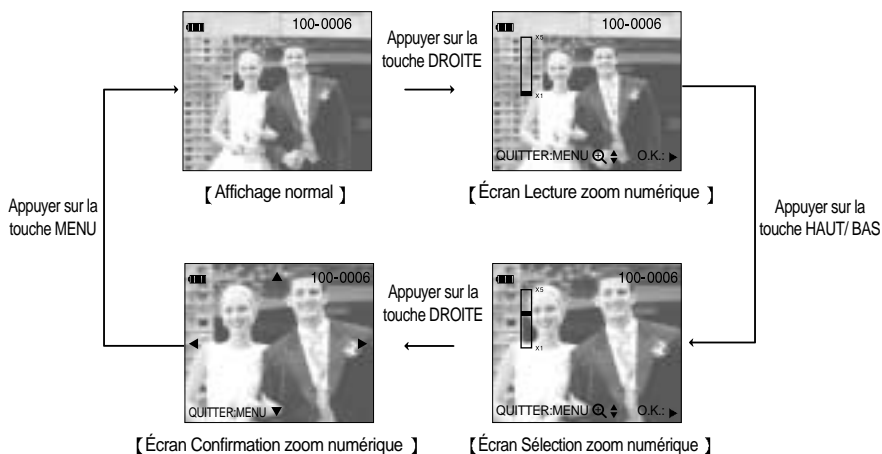 100-0006
Appuyer sur la
touche DROITE
100-0006
X5
X1
QUITTER:MENU O.K.:
【 Affichage normal 】
【 Écran Lecture zoom numérique 】
Appuyer sur la
touche MENU
Appuyer sur la
touche HAUT/ BAS
100-0006
QUITTER:MENU
Appuyer sur la
touche DROITE
100-0006
X5
X1
QUITTER:MENU O.K.:
【 Écran Confirmation zoom numérique 】
【 Écran Sélection zoom numérique 】